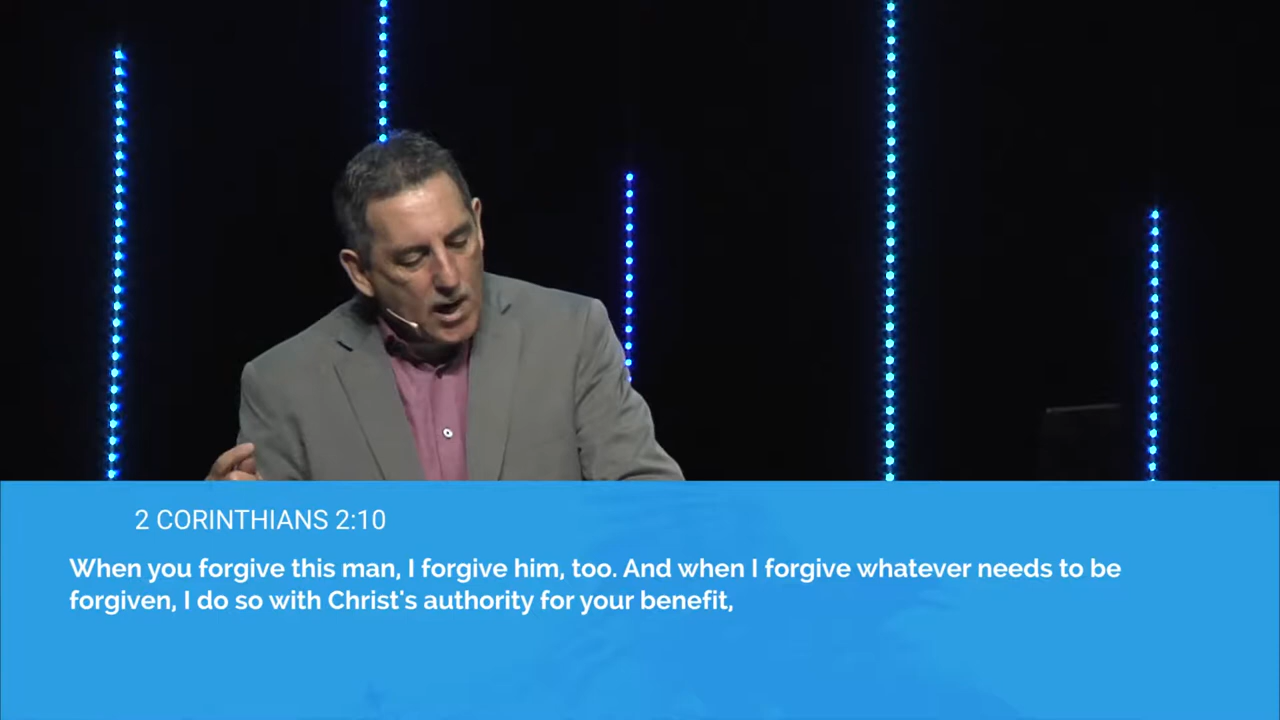 2 CORINTHIANS 2:10
When you forgive this man, I forgive him, too. And when I forgive whatever needs to be
forgiven, I do so with Christ's authority for your benefit,